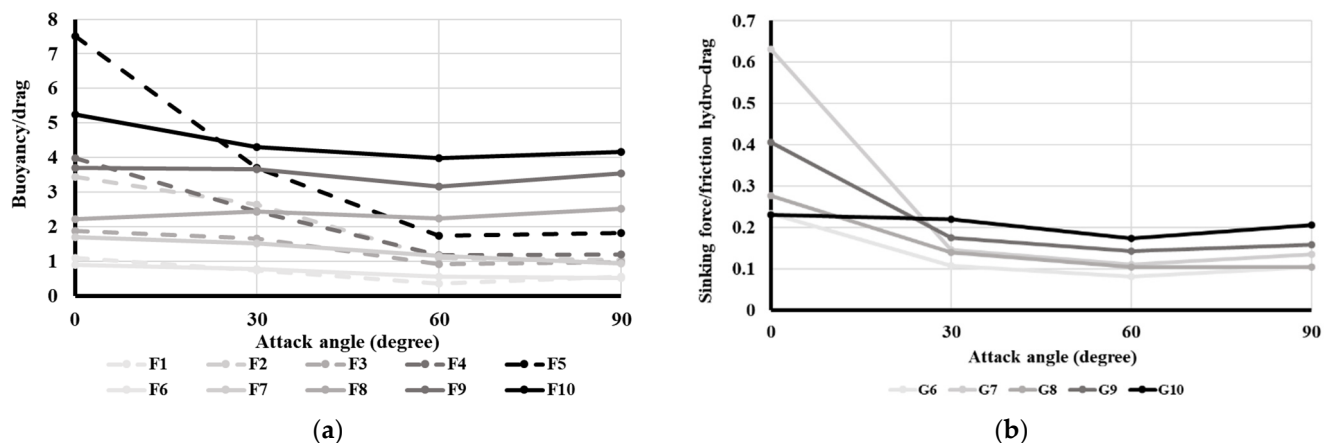 8
7
6
5
4
3
2
1
0
Buoyancy/drag
0 30 60 90
Attack angle (degree)
F1 F2 F3 F4 F5
F6 F7 F8 F9 F10
(a)
0.7
0.6
0.5
0.4
0.3
0.2
0.1
0
Sinking force/friction hydro–drag
0 30 60 90
Attack angle (degree)
G6 G7 G8 G9 G10
(b)